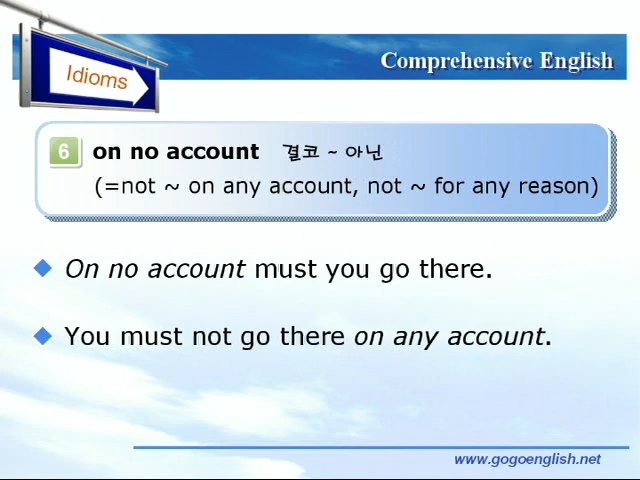 Idioms
Comprehensive English
6 on no account 결코 ~ 아닌
(=not ~ on any account, not ~ for any reason)
On no account must you go there.
You must not go there on any account.
www.gogoenglish.net